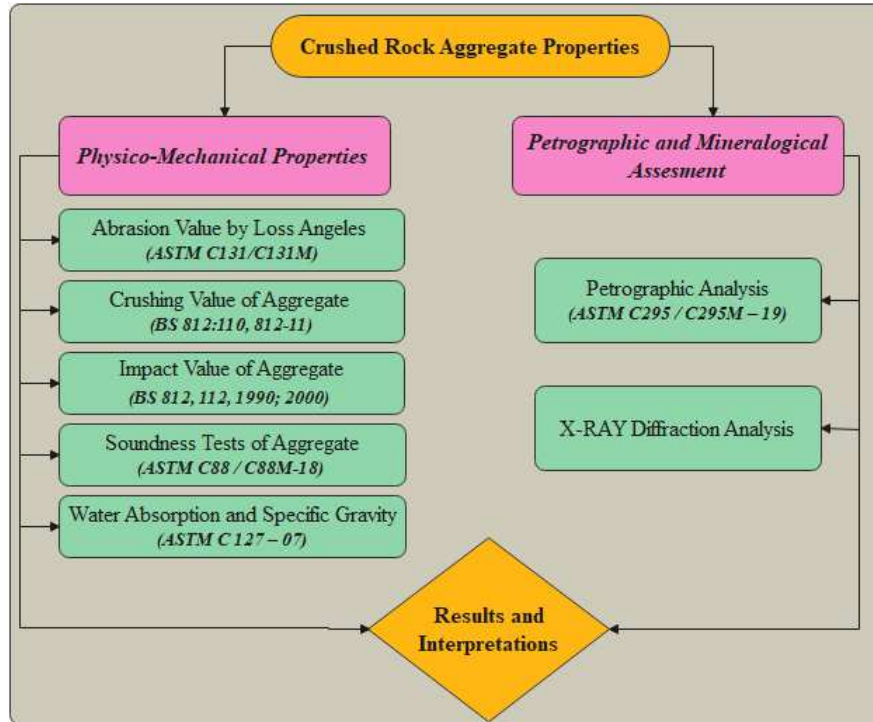 Crushed Rock Aggregate Properties
Physico-Mechanical Properties
Abrasion Value by Loss Angeles
(ASTM C131/C131M)
Crushing Value of Aggregate
(BS 812:110, 812-11)
Impact Value of Aggregate
(BS 812, 112, 1990; 2000)
Soundness Tests of Aggregate
(ASTM C88 / C88M-18)
Water Absorption and Specific Gravity
(ASTM C 127 – 07)
Petrographic and Mineralogical
Assesment
Petrographic Analysis
(ASTM C295 / C295M – 19)
X-RAY Diffraction Analysis
Results and
Interpretations